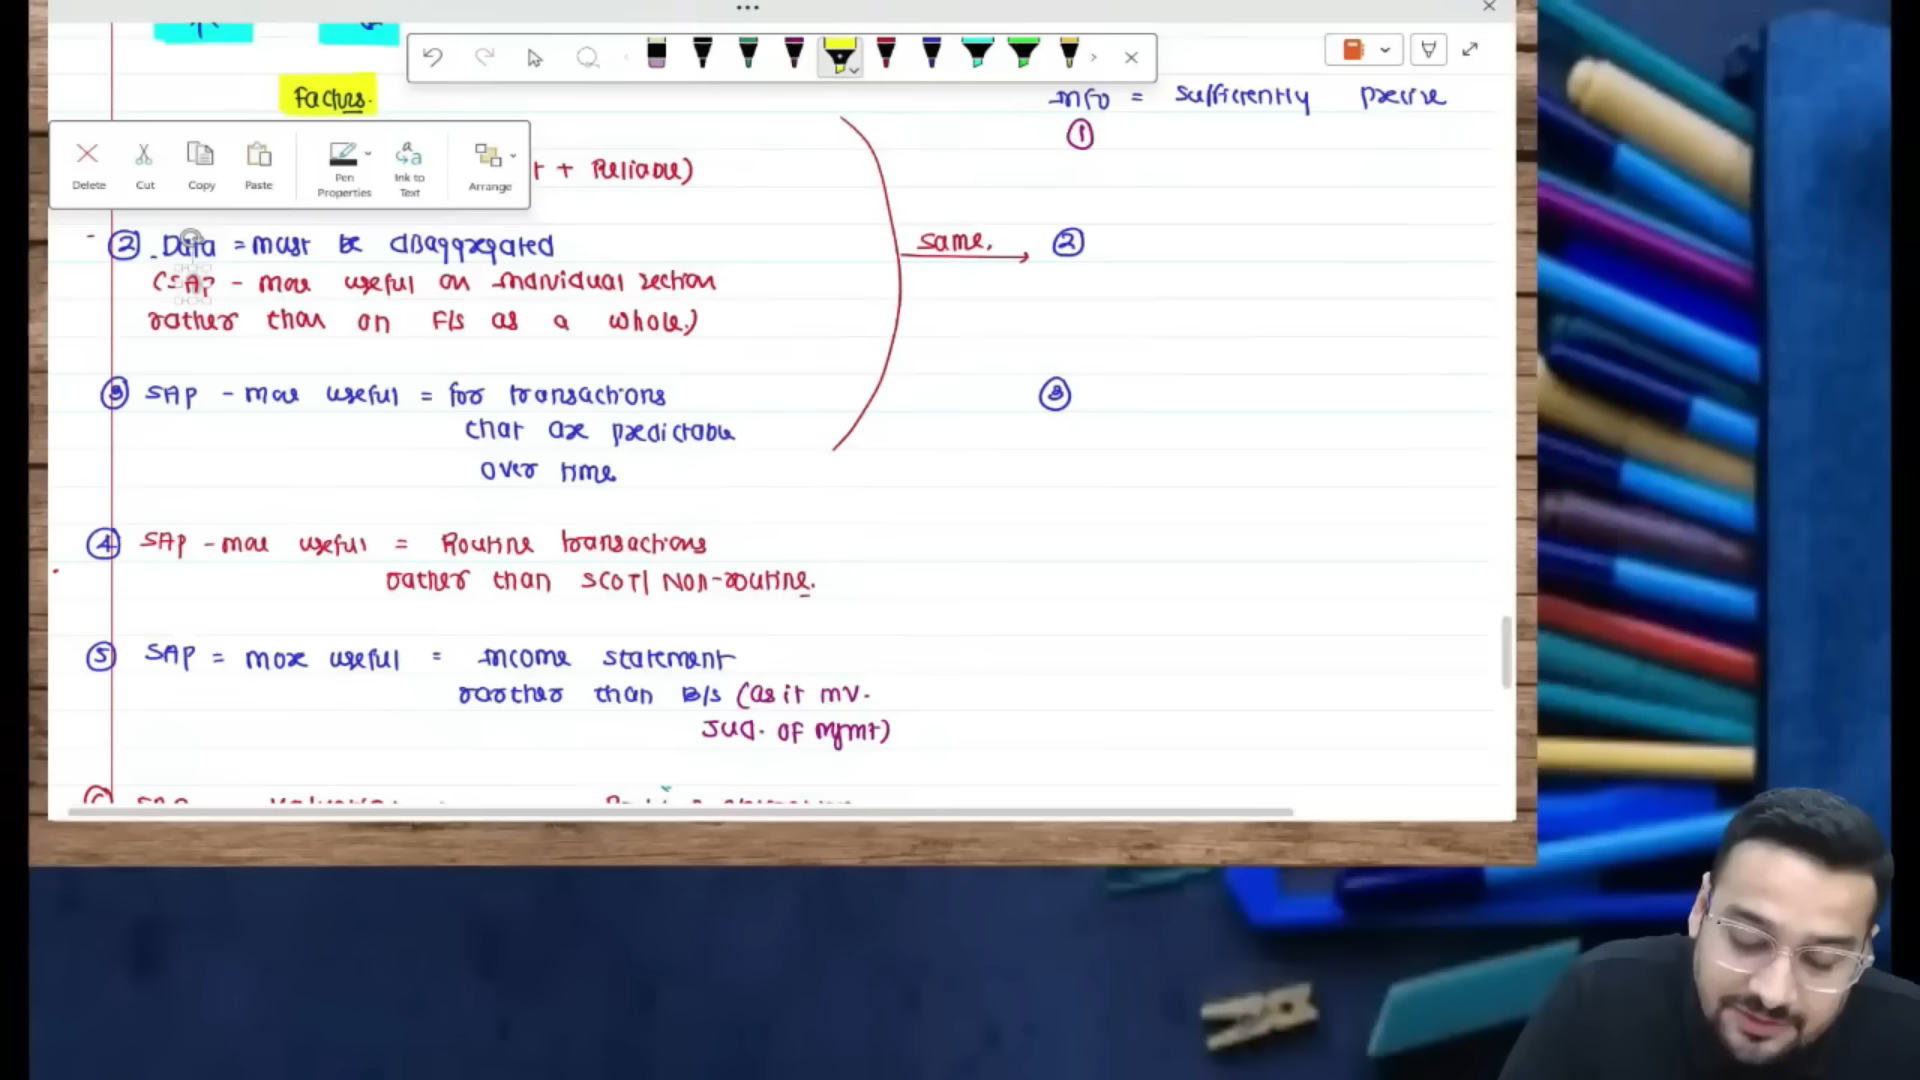 Factors.
Info = sufficiently precise
①
Delete Cut Copy Paste Pen Properties Ink to Text Arrange
+ Reliable)
② Data = must be disaggregated
(SAP - more useful on individual section
rather than on F/S as a whole.)
same.
②
③ SAP - more useful = for transactions
that are predictable
over time
③
④ SAP - more useful = Routine transactions
rather than SCOT/ Non-routine.
⑤ SAP = more useful = income statement
rather than B/S (as it inv.
Jud. of mgmt)